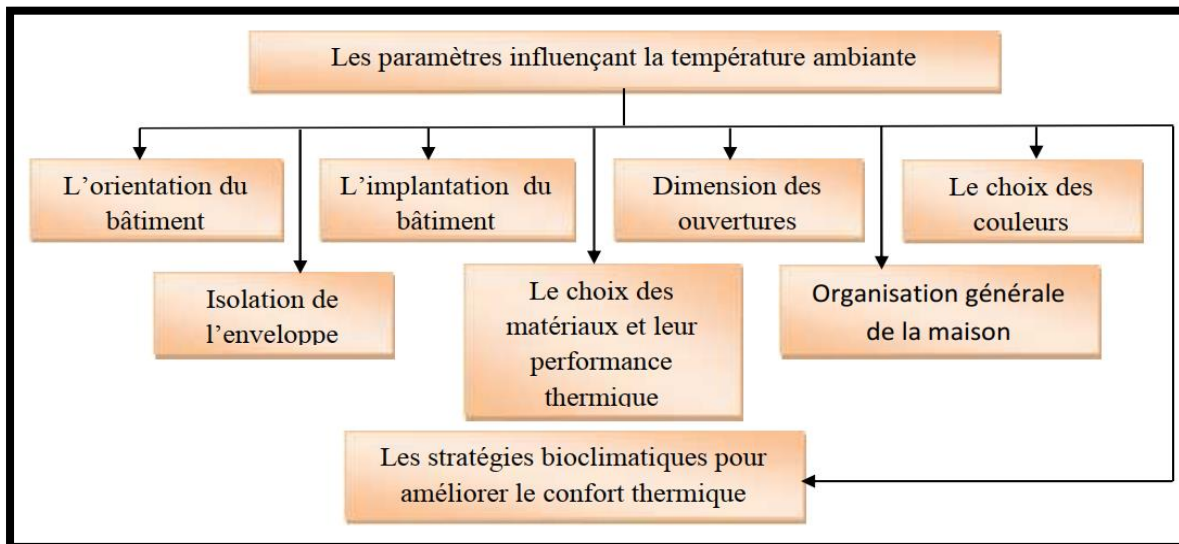 Les paramètres influençant la température ambiante
L’orientation du
bâtiment
L’implantation du
bâtiment
Dimension des
ouvertures
Le choix des
couleurs
Isolation de
l’enveloppe
Le choix des
matériaux et leur
performance
thermique
Organisation générale
de la maison
Les stratégies bioclimatiques pour
améliorer le confort thermique